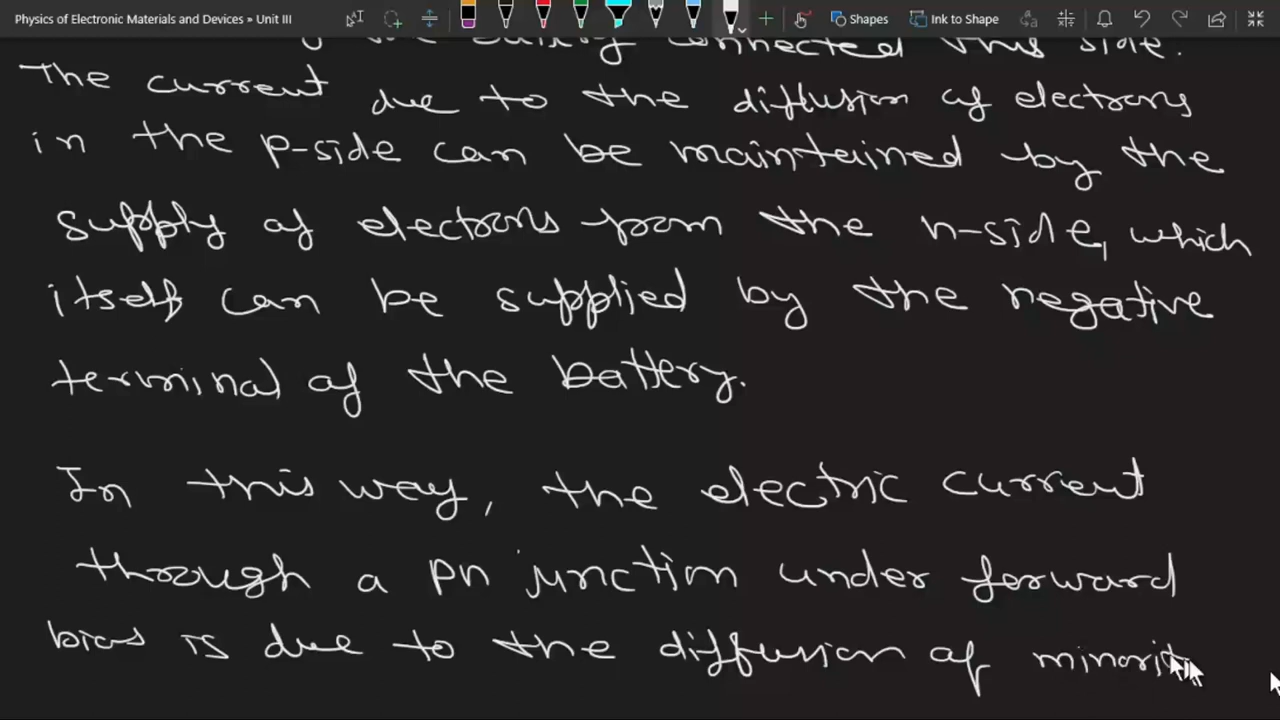 Physics of Electronic Materials and Devices » Unit III
Shapes
Ink to Shape
connected this side.
The current due to the diffusion of electrons
in the p-side can be maintained by the
supply of electrons from the n-side, which
itself can be supplied by the negative
terminal of the battery.
In this way, the electric current
through a pn junction under forward
bias is due to the diffusion of minorit